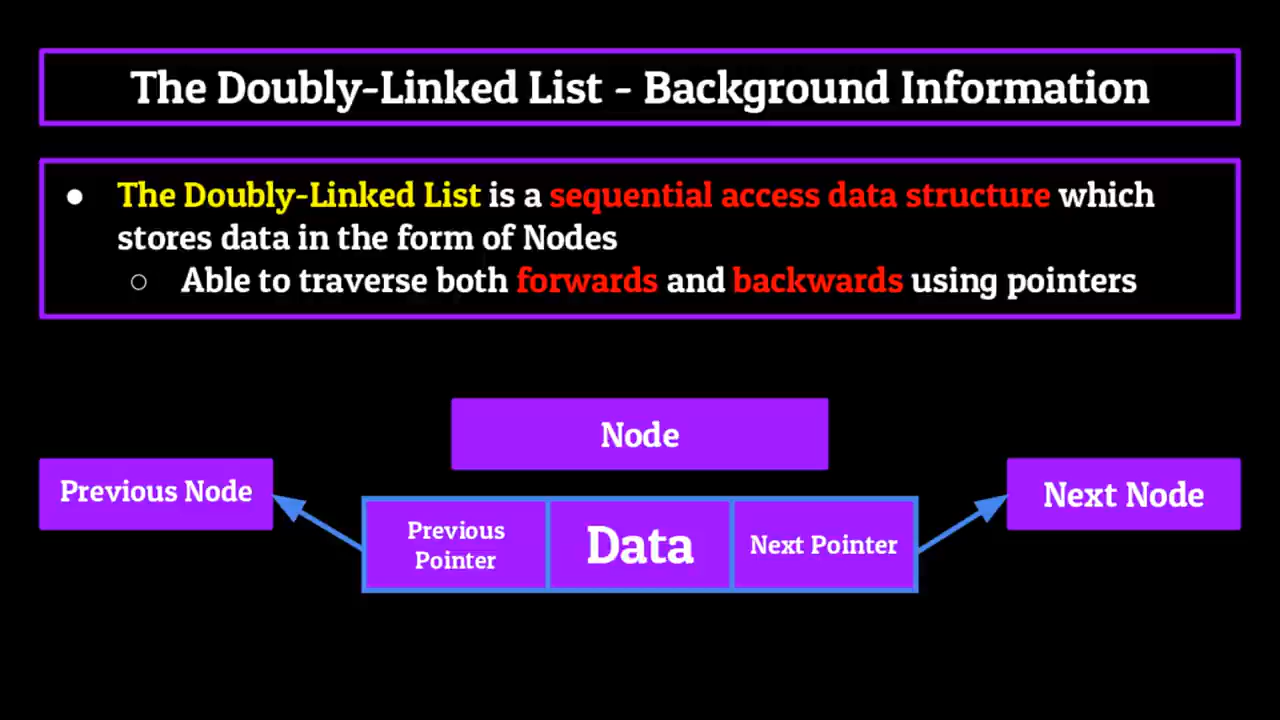 The Doubly-Linked List - Background Information
● The Doubly-Linked List is a sequential access data structure which
stores data in the form of Nodes
○ Able to traverse both forwards and backwards using pointers
Node
Previous Node
Next Node
Previous
Pointer
Data
Next Pointer